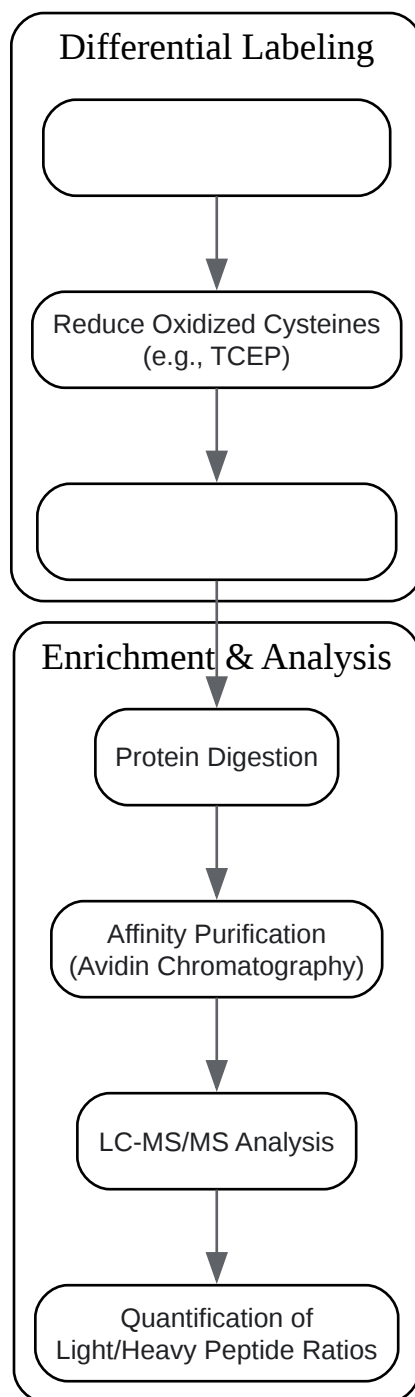 Differential Labeling
Reduce Oxidized Cysteines
(e.g., TCEP)
Enrichment & Analysis
Protein Digestion
Affinity Purification
(Avidin Chromatography)
LC-MS/MS Analysis
Quantification of
Light/Heavy Peptide Ratios